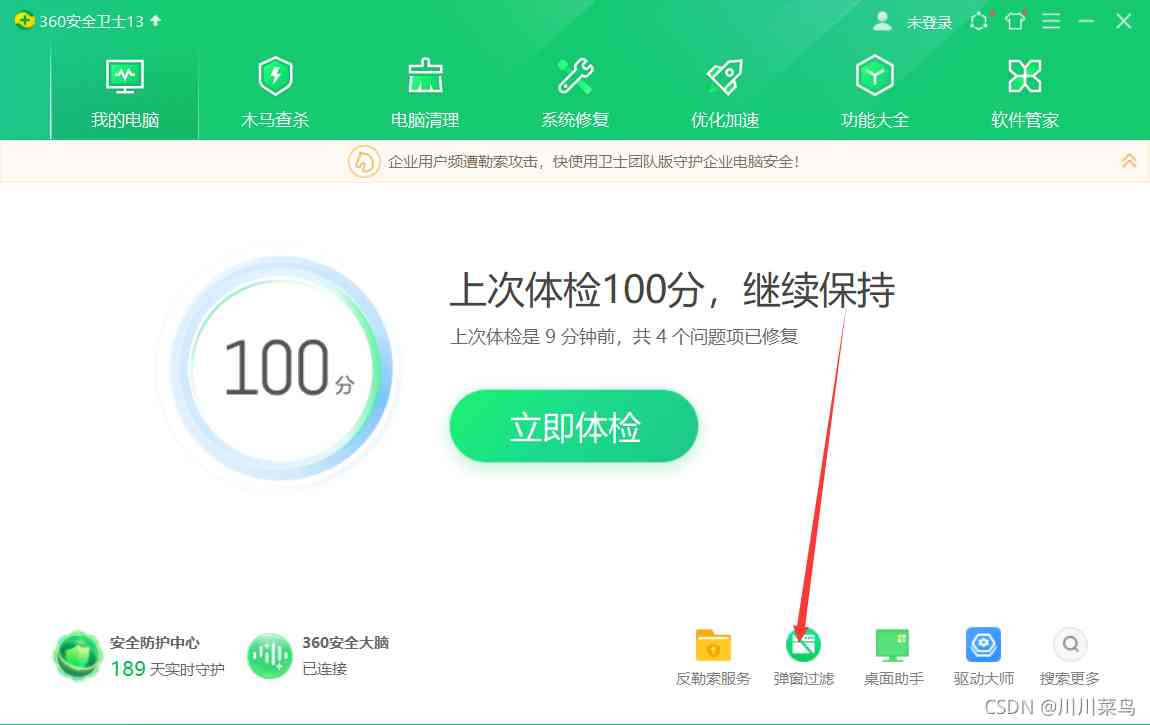 360安全卫士13
未登录
我的电脑
木马查杀
电脑清理
系统修复
优化加速
功能大全
软件管家
企业用户频遭勒索攻击，快使用卫士团队版守护企业电脑安全！
上次体检100分，继续保持
上次体检是 9 分钟前，共 4 个问题项已修复
100分
立即体检
安全防护中心
189 天实时守护
360安全大脑
已连接
反勒索服务
弹窗过滤
桌面助手
驱动大师
搜索更多
CSDN @川川菜鸟